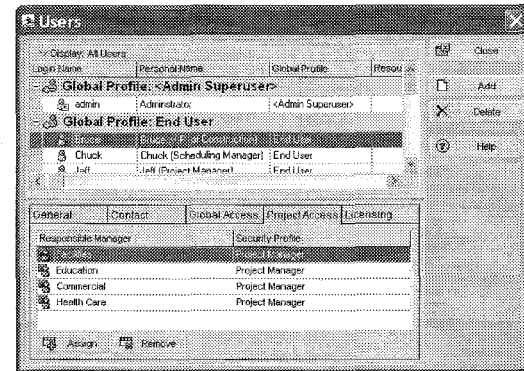 Users
Display: All Users
Login Name Personal Name Global Profile Resou
Global Profile: <Admin Superuser>
admin Adminstrator <Admin Superuser>
Global Profile: End User
Bruce End User
Chuck Chuck (Scheduling Manager) End User
Jeff Jeff (Project Manager) End User
General Contact Global Access Project Access Licensing
Responsible Manager Security Profile
Project Manager
Education Project Manager
Commercial Project Manager
Health Care Project Manager
Assign Remove
Close
Add
Delete
Help